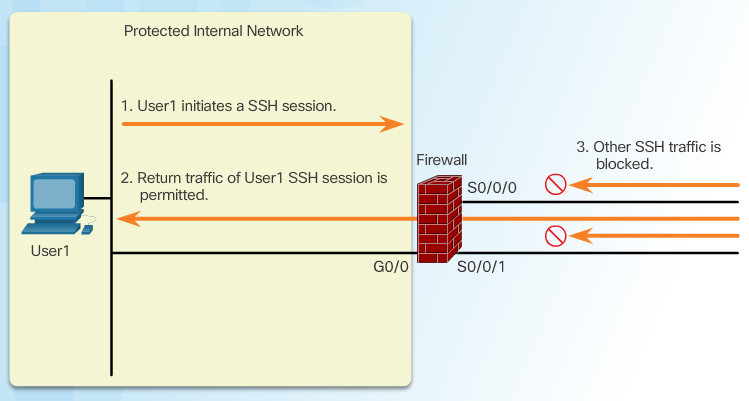 Protected Internal Network
1. User1 initiates a SSH session.
2. Return traffic of User1 SSH session is
permitted.
User1
Firewall
3. Other SSH traffic is
blocked.
S0/0/0
G0/0
S0/0/1